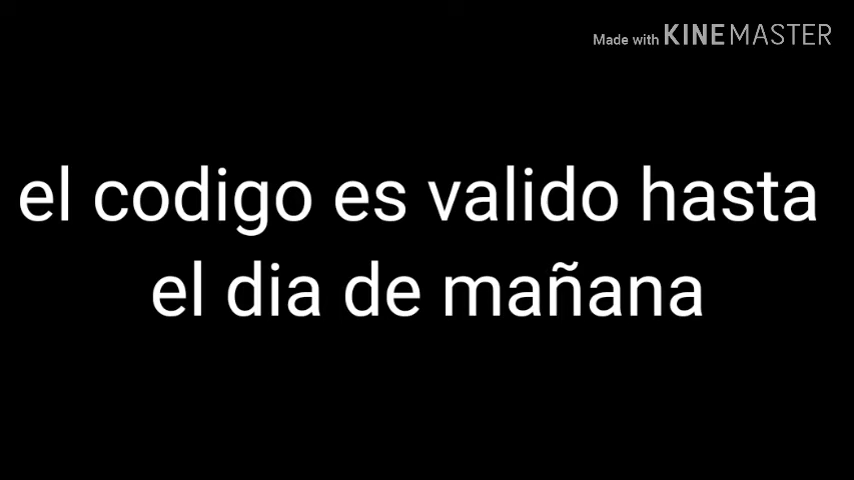 Made with KINEMASTER
el codigo es valido hasta
el dia de mañana